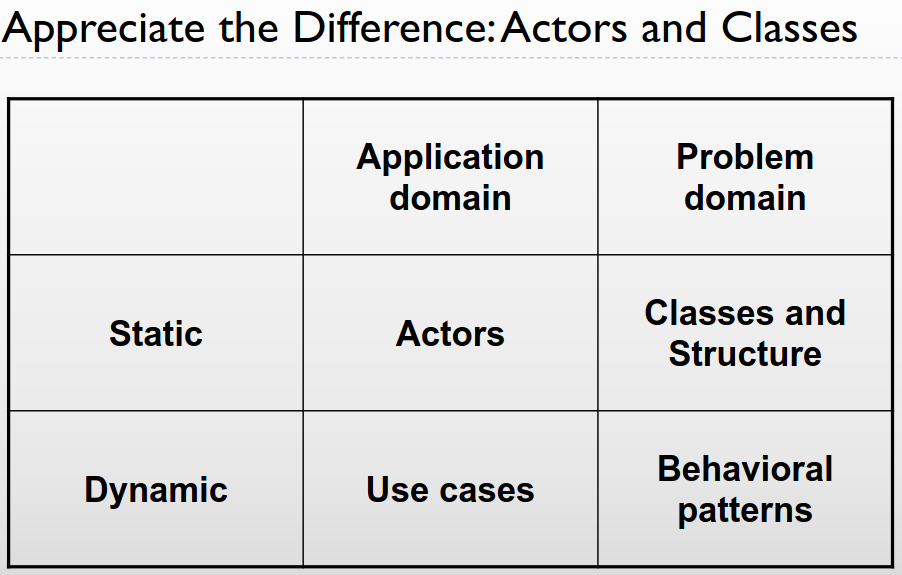 Appreciate the Difference: Actors and Classes
Application
domain
Problem
domain
Static
Actors
Classes and
Structure
Dynamic
Use cases
Behavioral
patterns